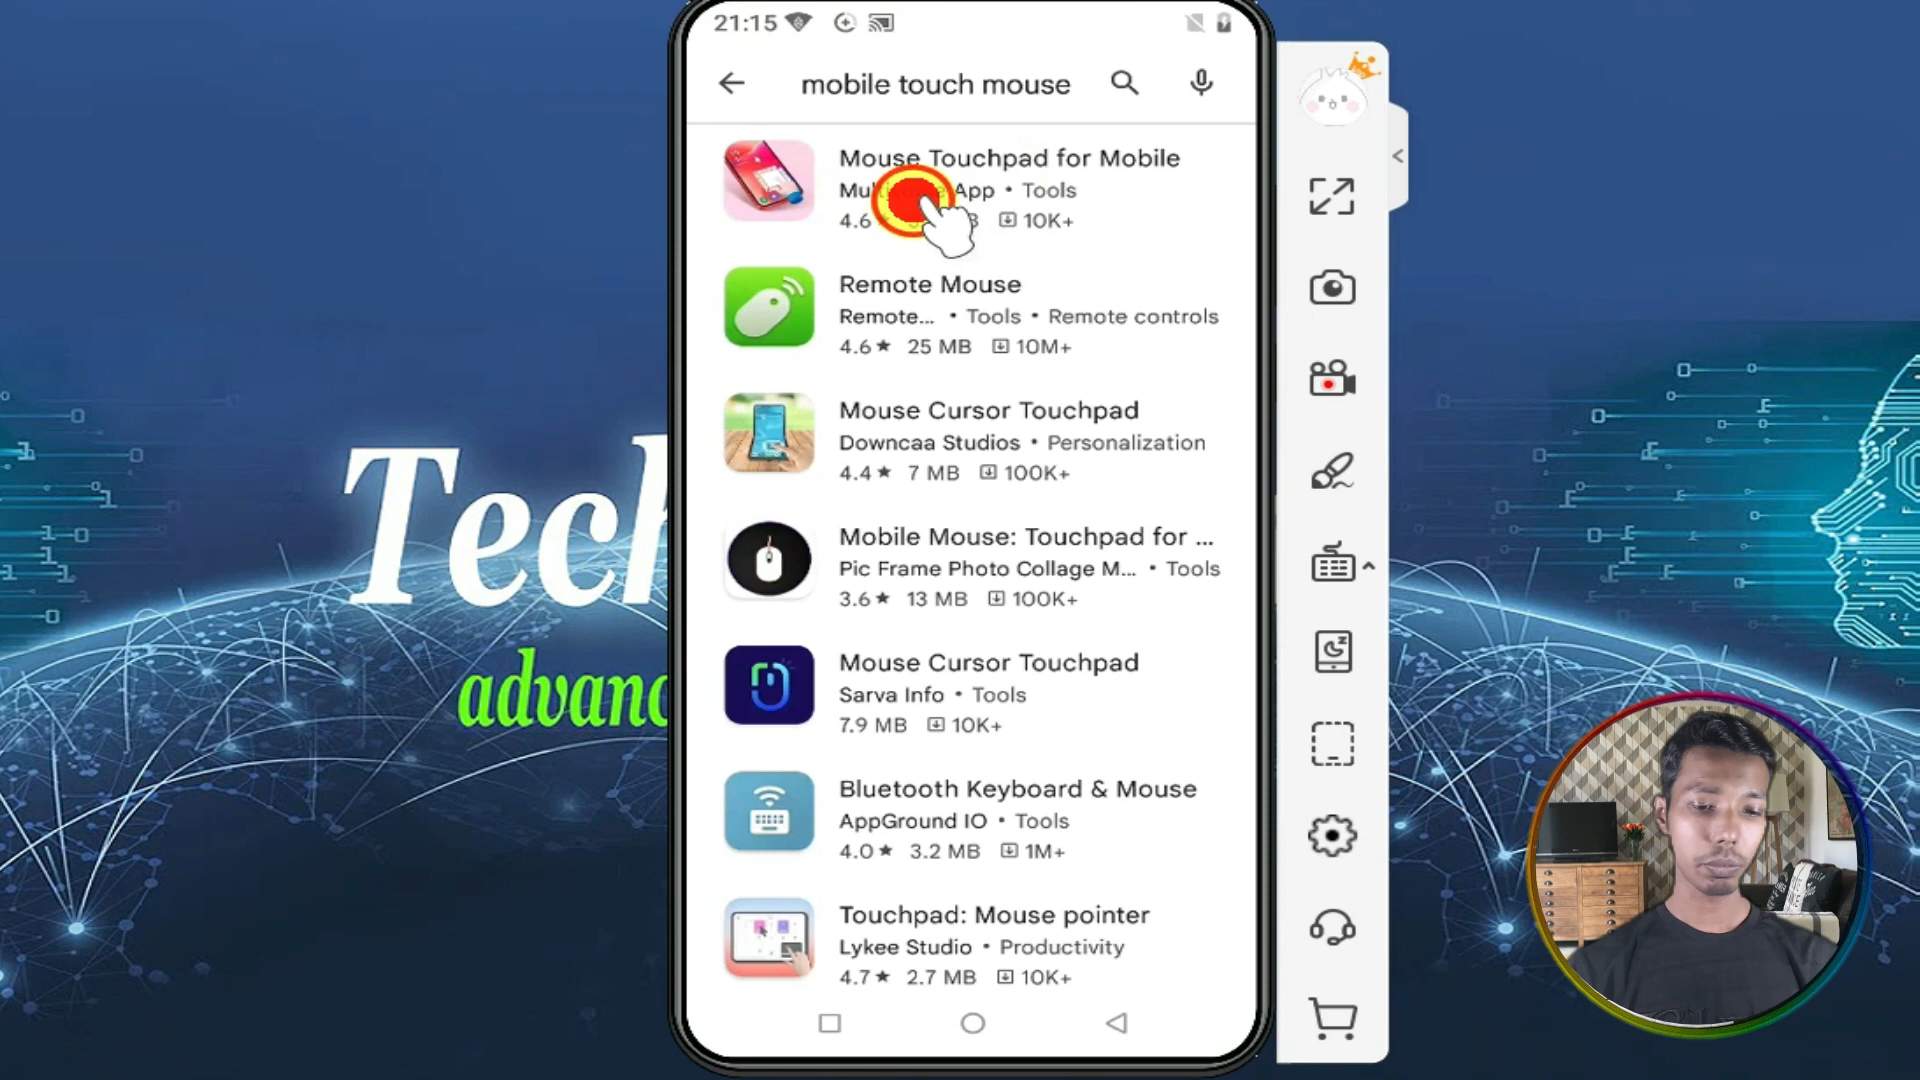 21:15
mobile touch mouse
Mouse Touchpad for Mobile
App • Tools
4.6 10K+
Remote Mouse
Remote... • Tools • Remote controls
4.6★ 25 MB 10M+
Mouse Cursor Touchpad
Downcaa Studios • Personalization
4.4★ 7 MB 100K+
Mobile Mouse: Touchpad for ...
Pic Frame Photo Collage M... • Tools
3.6★ 13 MB 100K+
Mouse Cursor Touchpad
Sarva Info • Tools
7.9 MB 10K+
Bluetooth Keyboard & Mouse
AppGround IO • Tools
4.0★ 3.2 MB 1M+
Touchpad: Mouse pointer
Lykee Studio • Productivity
4.7★ 2.7 MB 10K+
Tech
advanc